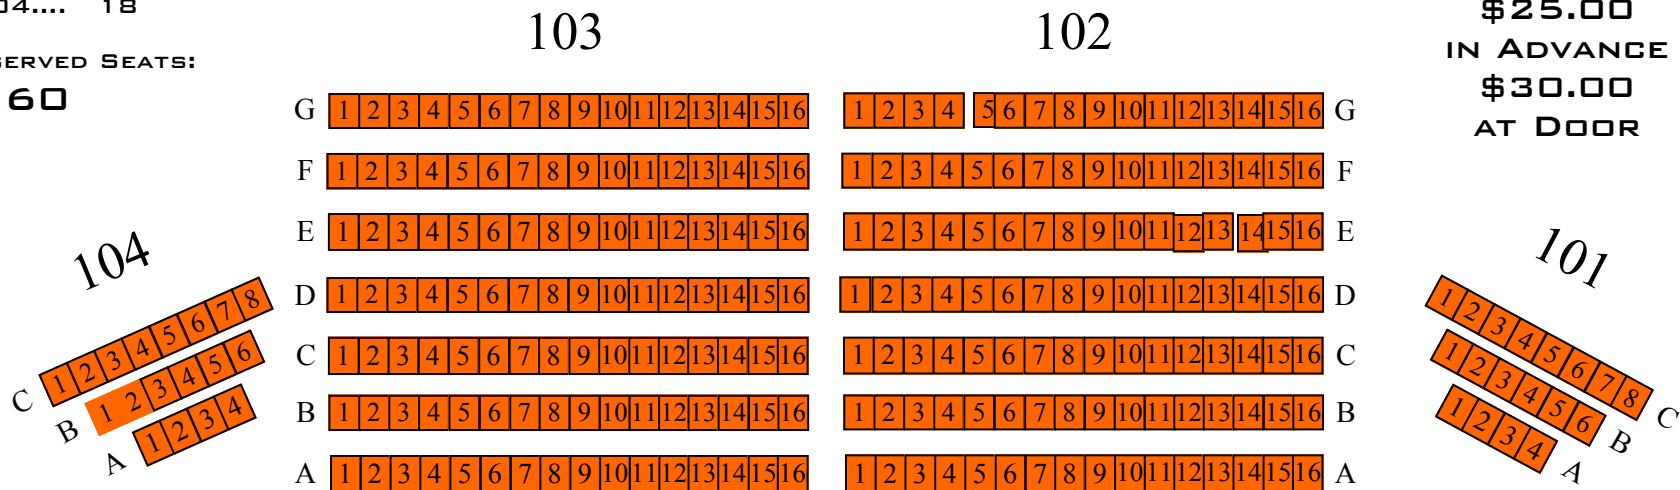 04.... 18
SERVED SEATS:
60
103
102
$25.00
IN ADVANCE
$30.00
AT DOOR
G 1 2 3 4 5 6 7 8 9 10 11 12 13 14 15 16
1 2 3 4 5 6 7 8 9 10 11 12 13 14 15 16 G
F 1 2 3 4 5 6 7 8 9 10 11 12 13 14 15 16
1 2 3 4 5 6 7 8 9 10 11 12 13 14 15 16 F
E 1 2 3 4 5 6 7 8 9 10 11 12 13 14 15 16
1 2 3 4 5 6 7 8 9 10 11 12 13 14 15 16 E
D 1 2 3 4 5 6 7 8 9 10 11 12 13 14 15 16
1 2 3 4 5 6 7 8 9 10 11 12 13 14 15 16 D
C 1 2 3 4 5 6 7 8 9 10 11 12 13 14 15 16
1 2 3 4 5 6 7 8 9 10 11 12 13 14 15 16 C
B 1 2 3 4 5 6 7 8 9 10 11 12 13 14 15 16
1 2 3 4 5 6 7 8 9 10 11 12 13 14 15 16 B
A 1 2 3 4 5 6 7 8 9 10 11 12 13 14 15 16
1 2 3 4 5 6 7 8 9 10 11 12 13 14 15 16 A
104
C 1 2 3 4 5 6 7 8
B 1 2 3 4 5 6
A 1 2 3 4
101
1 2 3 4 5 6 7 8 C
1 2 3 4 5 6 B
1 2 3 4 A